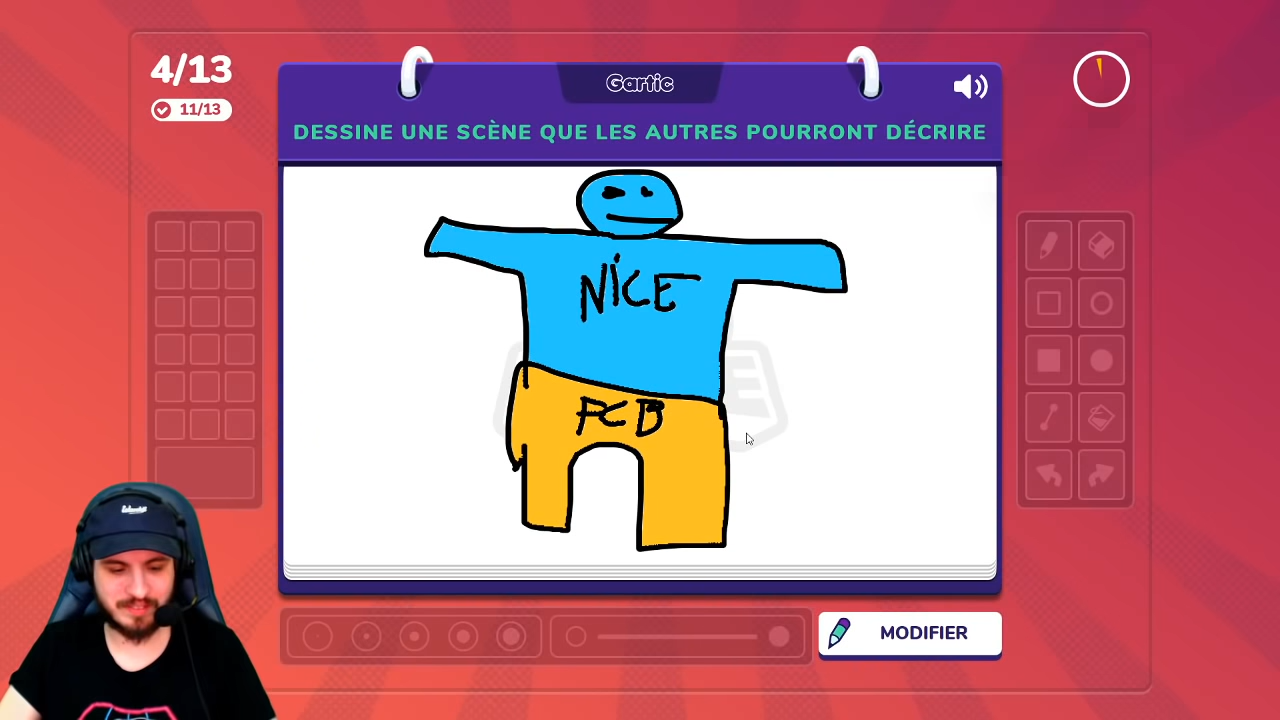 4/13
11/13
Gartic
DESSINE UNE SCÈNE QUE LES AUTRES POURRONT DÉCRIRE
NiCE
FCB
MODIFIER